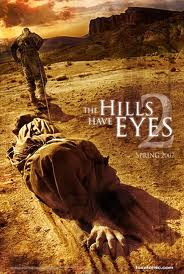 THE HILLS
HAVE EYES
2
SPRING 2007